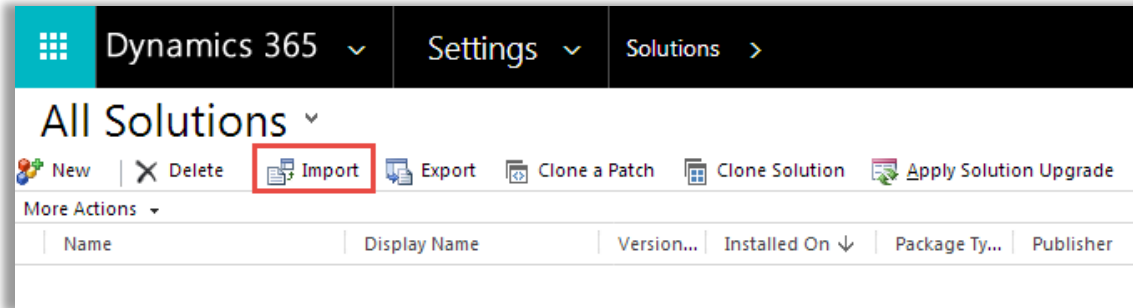 Dynamics 365 Settings Solutions
All Solutions
New Delete Import Export Clone a Patch Clone Solution Apply Solution Upgrade
More Actions
Name Display Name Version... Installed On Package Ty... Publisher